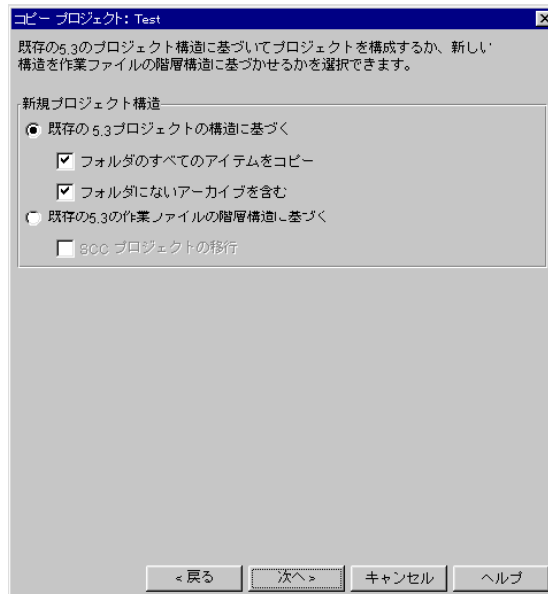 コピー プロジェクト: Test
既存の5.3のプロジェクト構造に基づいてプロジェクトを構成するか、新しい
構造を作業ファイルの階層構造に基づかせるかを選択できます。
新規プロジェクト構造
既存の 5.3プロジェクトの構造に基づく
フォルダのすべてのアイテムをコピー
フォルダにないアーカイブを含む
既存の5.3の作業ファイルの階層構造に基づく
SCC プロジェクトの移行
< 戻る
次へ >
キャンセル
ヘルプ